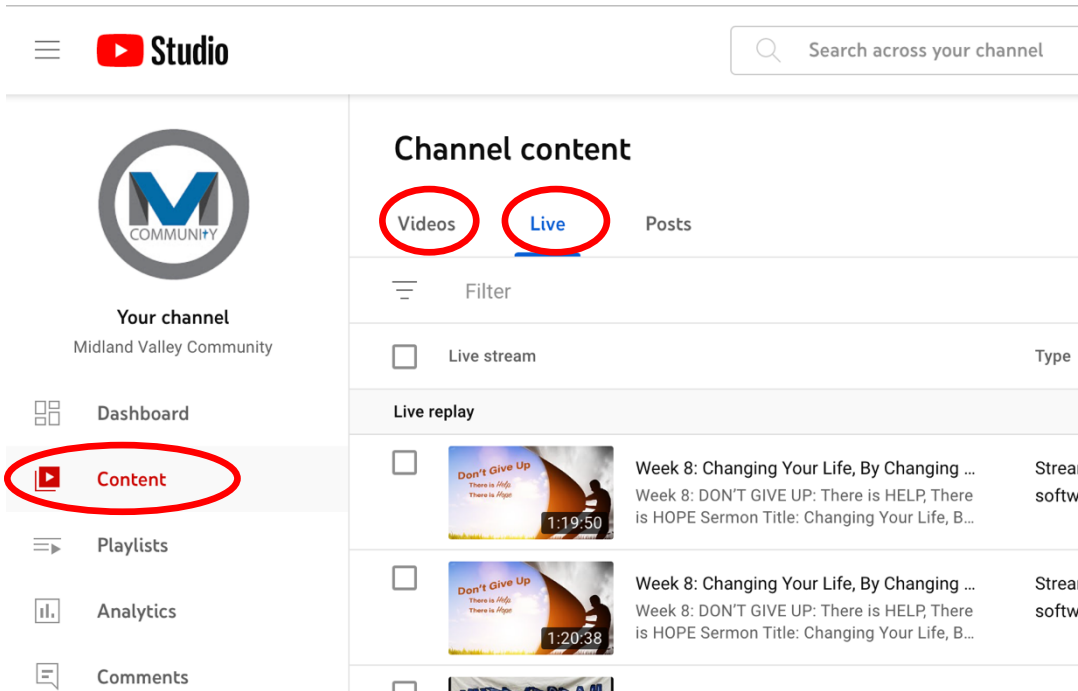 Studio
Search across your channel
M
COMMUNITY
Your channel
Midland Valley Community
Dashboard
Content
Playlists
Analytics
Comments
Channel content
Videos Live Posts
Filter
Live stream Type
Live replay
Don't Give Up
There is Help
There is Hope
1:19:50
Week 8: Changing Your Life, By Changing ...
Week 8: DON'T GIVE UP: There is HELP, There
is HOPE Sermon Title: Changing Your Life, B...
Strea
softw
Don't Give Up
There is Help
There is Hope
1:20:38
Week 8: Changing Your Life, By Changing ...
Week 8: DON'T GIVE UP: There is HELP, There
is HOPE Sermon Title: Changing Your Life, B...
Strea
softw